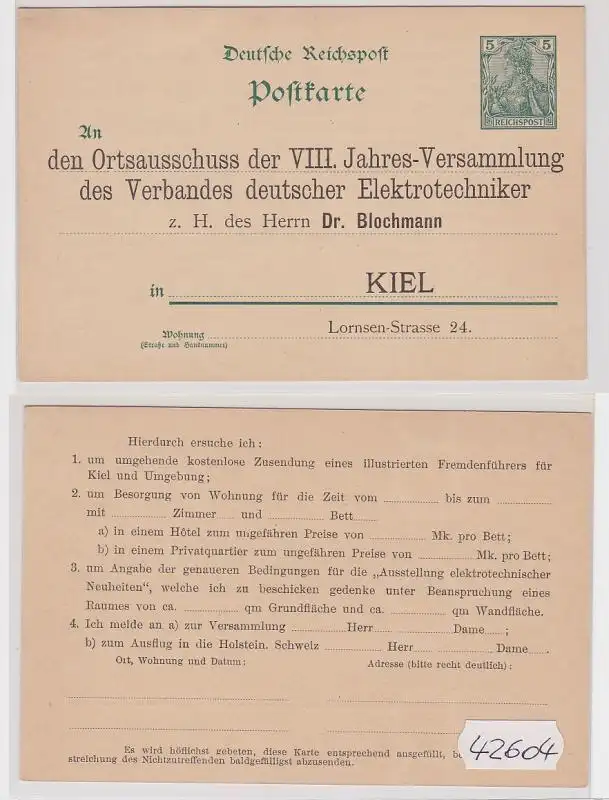 Deutsche Reichspost
Postkarte
5 5
REICHSPOST
An
den Ortsausschuss der VIII. Jahres-Versammlung
des Verbandes deutscher Elektrotechniker
z. H. des Herrn Dr. Blochmann
in KIEL
Wohnung Lornsen-Strasse 24.
(Straße und Hausnummer)
Hierdurch ersuche ich:
1. um umgehende kostenlose Zusendung eines illustrierten Fremdenführers für
Kiel und Umgebung;
2. um Besorgung von Wohnung für die Zeit vom bis zum
mit Zimmer und Bett
a) in einem Hôtel zum ungefähren Preise von Mk. pro Bett;
b) in einem Privatquartier zum ungefähren Preise von Mk. pro Bett;
3. um Angabe der genaueren Bedingungen für die „Ausstellung elektrotechnischer
Neuheiten“, welche ich zu beschicken gedenke unter Beanspruchung eines
Raumes von ca. qm Grundfläche und ca. qm Wandfläche.
4. Ich melde an a) zur Versammlung Herr Dame ;
b) zum Ausflug in die Holstein. Schweiz Herr Dame .
Ort, Wohnung und Datum: Adresse (bitte recht deutlich):
Es wird höflichst gebeten, diese Karte entsprechend ausgefüllt, be
streichung des Nichtzutreffenden baldgefälligst abzusenden.
42604